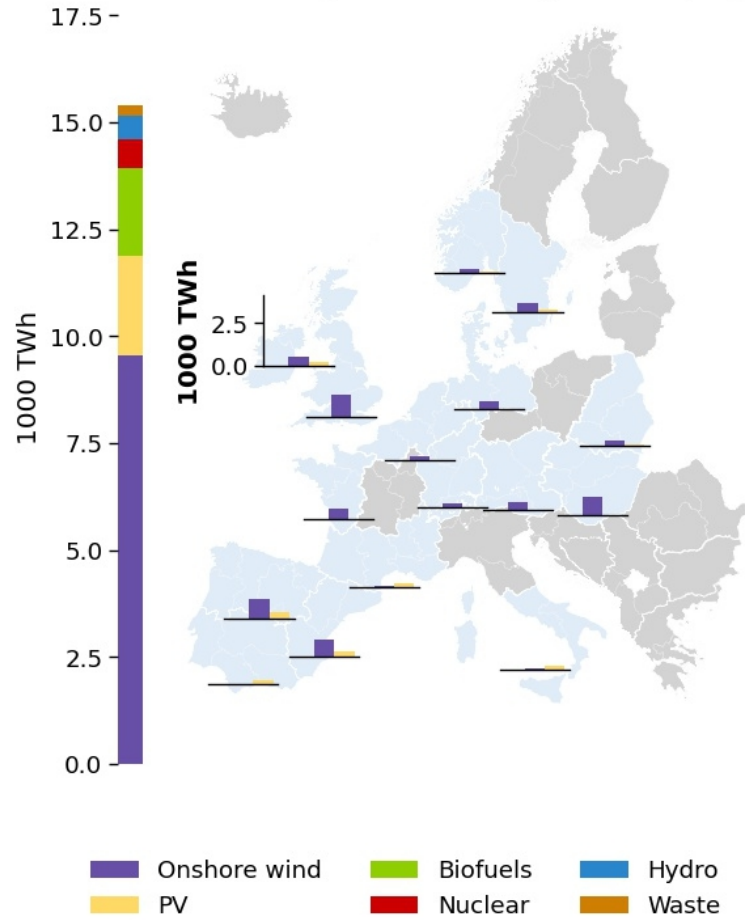 17.5
15.0
12.5
10.0
7.5
5.0
2.5
0.0
1000 TWh
1000 TWh
2.5
0.0
Onshore wind
Biofuels
Hydro
PV
Nuclear
Waste